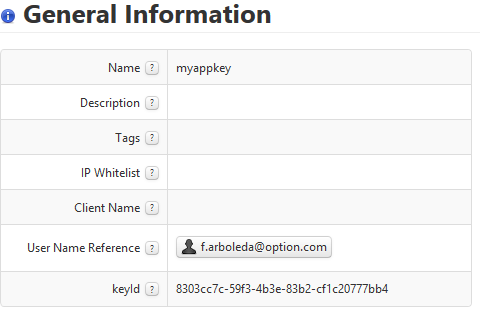 General Information
Name ? myappkey
Description ?
Tags ?
IP Whitelist ?
Client Name ?
User Name Reference ? f.arboleda@option.com
keyId ? 8303cc7c-59f3-4b3e-83b2-cf1c20777bb4